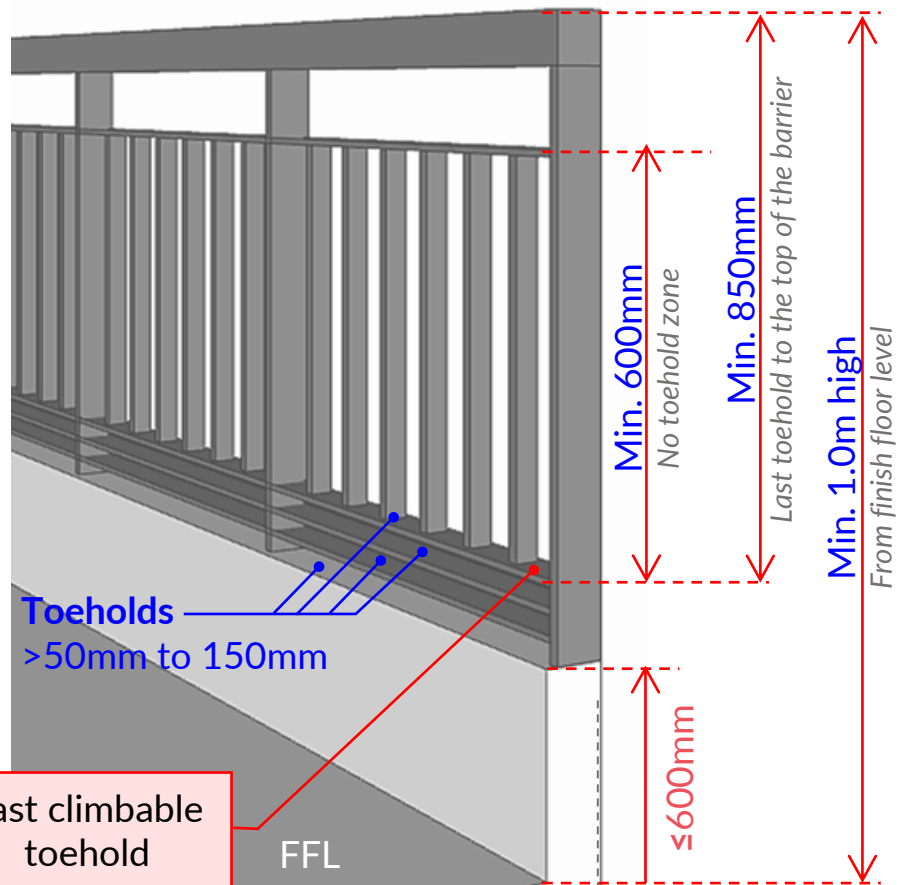 Min. 600mm
No toehold zone
Min. 850mm
Last toehold to the top of the barrier
Min. 1.0m high
From finish floor level
Toeholds
>50mm to 150mm
≤600mm
ast climbable
toehold
FFL